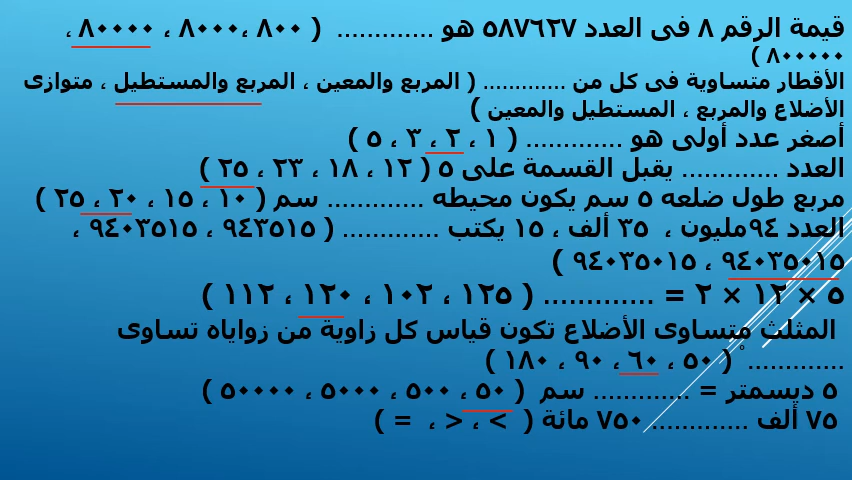 قيمة الرقم ٨ فى العدد ٥٨٧٦٢٧ هو ............. ( ٨٠٠ ،٨٠٠٠ ، ٨٠٠٠٠ ،
٨٠٠٠٠٠ )
الأقطار متساوية فى كل من ............. ( المربع والمعين ، المربع والمستطيل ، متوازى
الأضلاع والمربع ، المستطيل والمعين )
أصغر عدد أولى هو ............. ( ١ ، ٢ ، ٣ ، ٥ )
العدد ............. يقبل القسمة على ٥ ( ١٢ ، ١٨ ، ٢٣ ، ٢٥ )
مربع طول ضلعه ٥ سم يكون محيطه ............. سم ( ١٠ ، ١٥ ، ٢٠ ، ٢٥ )
العدد ٩٤مليون ، ٣٥ ألف ، ١٥ يكتب ............. ( ٩٤٣٥١٥ ، ٩٤٠٣٥١٥ ،
٩٤٠٣٥٠١٥ ، ٩٤٠٣٥٠١٥ )
٥ × ١٢ × ٢ = ............. ( ١٢٥ ، ١٠٢ ، ١٢٠ ، ١١٢ )
المثلث متساوى الأضلاع تكون قياس كل زاوية من زواياه تساوى
.............° ( ٥٠ ، ٦٠ ، ٩٠ ، ١٨٠ )
٥ ديسمتر = ............. سم ( ٥٠ ، ٥٠٠ ، ٥٠٠٠ ، ٥٠٠٠٠ )
٧٥ ألف ............. ٧٥٠ مائة ( > ، < ، = )